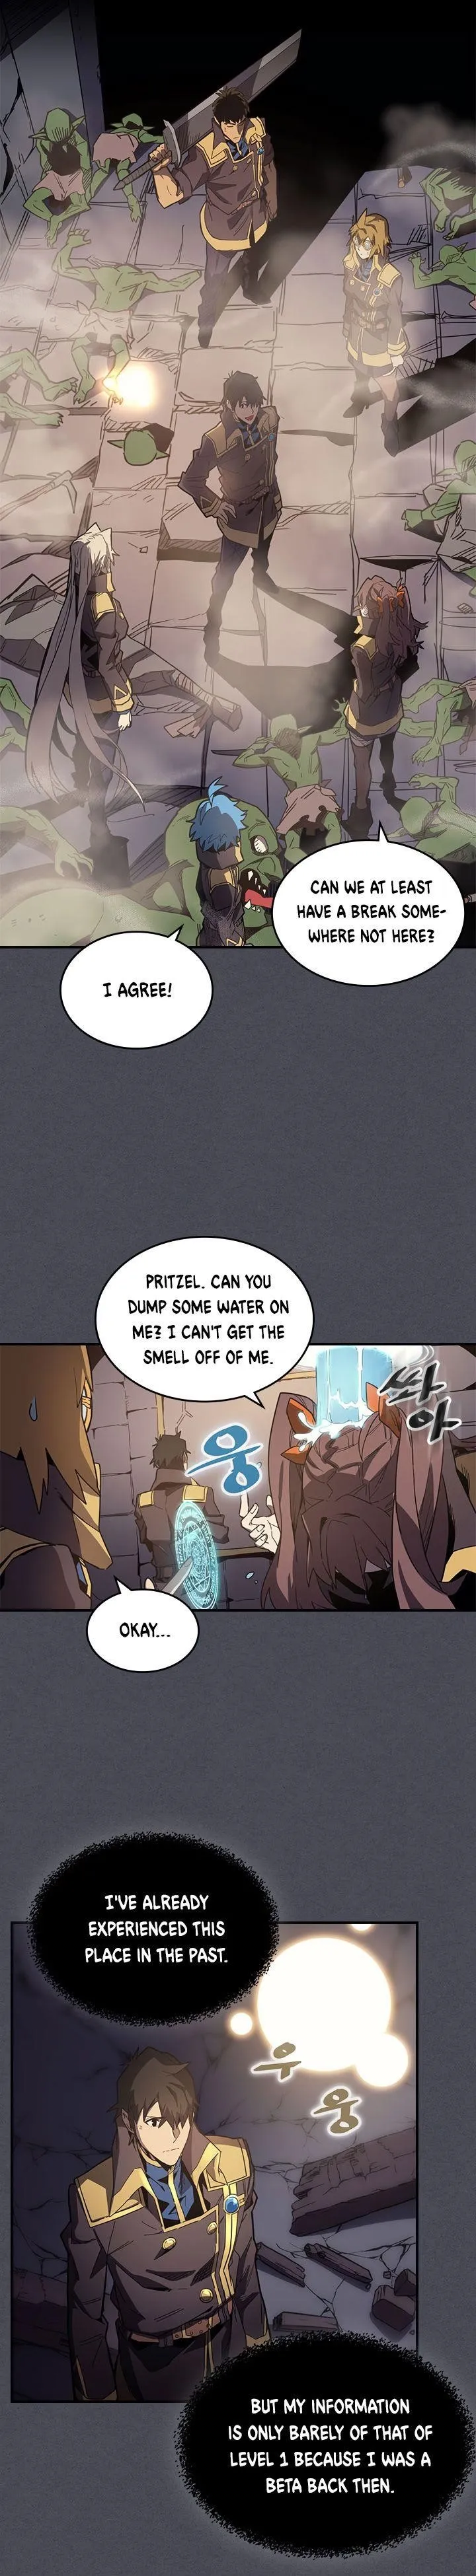 CAN WE AT LEAST
HAVE A BREAK SOME-
WHERE NOT HERE?
I AGREE!
PRITZEL. CAN YOU
DUMP SOME WATER ON
ME? I CAN'T GET THE
SMELL OFF OF ME.
쏴
아
웅
OKAY...
I'VE ALREADY
EXPERIENCED THIS
PLACE IN THE PAST.
우
웅
BUT MY INFORMATION
IS ONLY BARELY OF THAT OF
LEVEL 1 BECAUSE I WAS A
BETA BACK THEN.